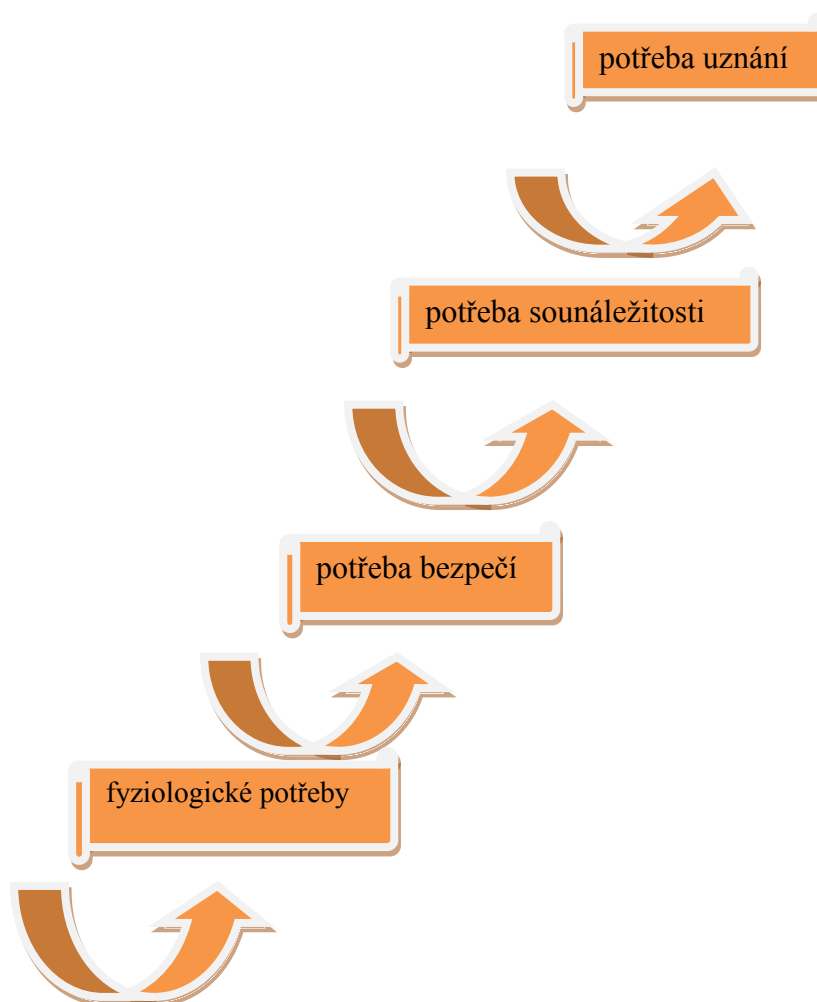 potřeba uznání
potřeba sounáležitosti
potřeba bezpečí
fyziologické potřeby